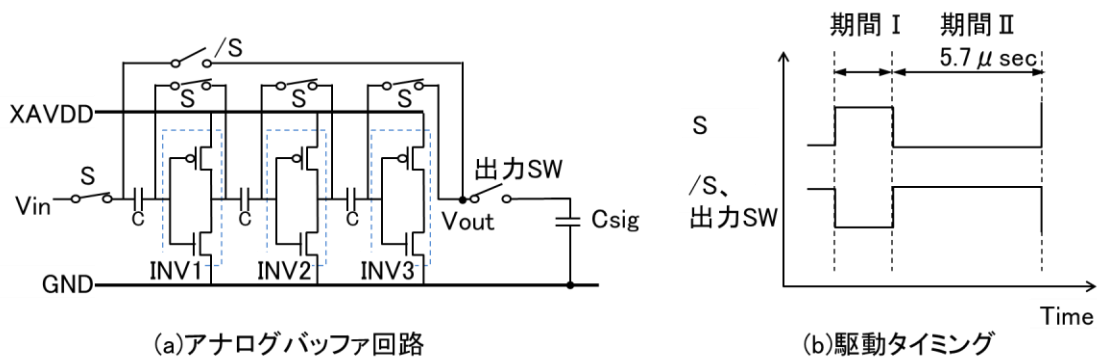 /S
S
S
S
XAVDD
S
Vin
C
C
C
INV1
INV2
INV3
出力SW
Vout
Csig
GND
(a)アナログバッファ回路
期間Ⅰ
期間Ⅱ
5.7μsec
S
/S、
出力SW
Time
(b)駆動タイミング